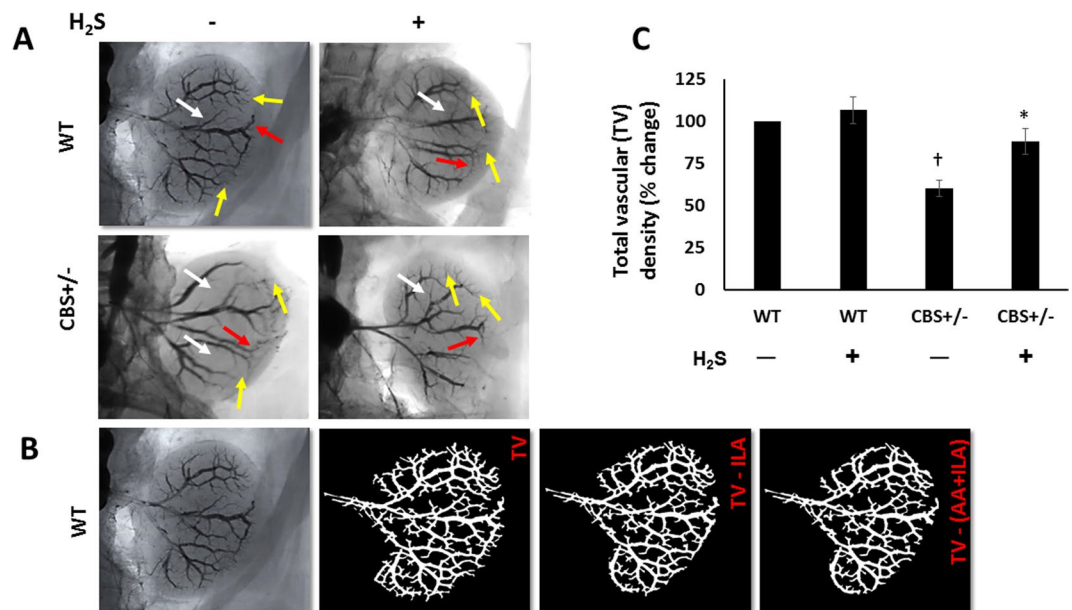 A
H₂S
-
+
WT
CBS+/-
B
WT
TV
TV - ILA
TV - (AA+ILA)
C
Total vascular (TV)
density (% change)
125
100
75
50
25
0
†
*
WT WT CBS+/- CBS+/-
H₂S — + — +